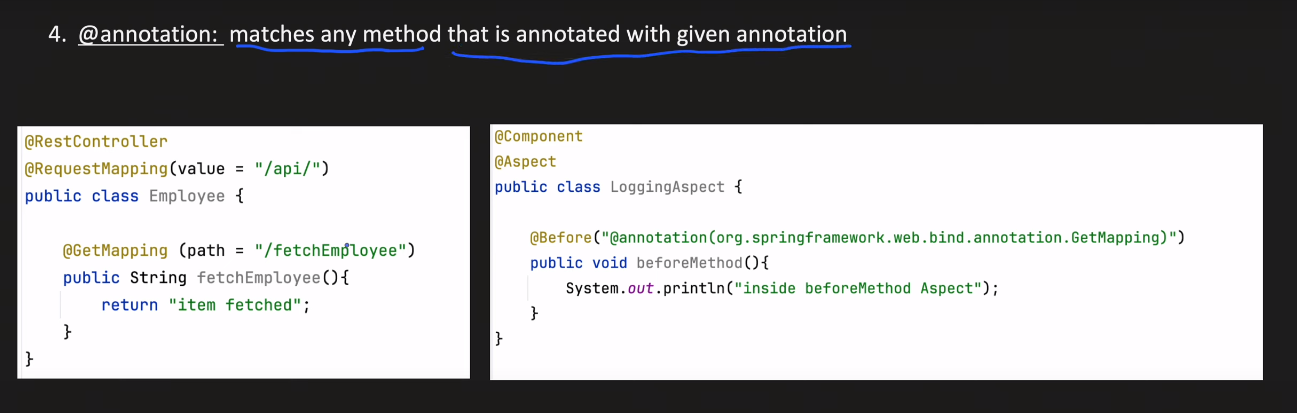 4. @annotation: matches any method that is annotated with given annotation
@RestController
@RequestMapping(value = "/api/")
public class Employee {
@GetMapping (path = "/fetchEmployee")
public String fetchEmployee(){
return "item fetched";
}
}
@Component
@Aspect
public class LoggingAspect {
@Before("@annotation(org.springframework.web.bind.annotation.GetMapping)")
public void beforeMethod(){
System.out.println("inside beforeMethod Aspect");
}
}